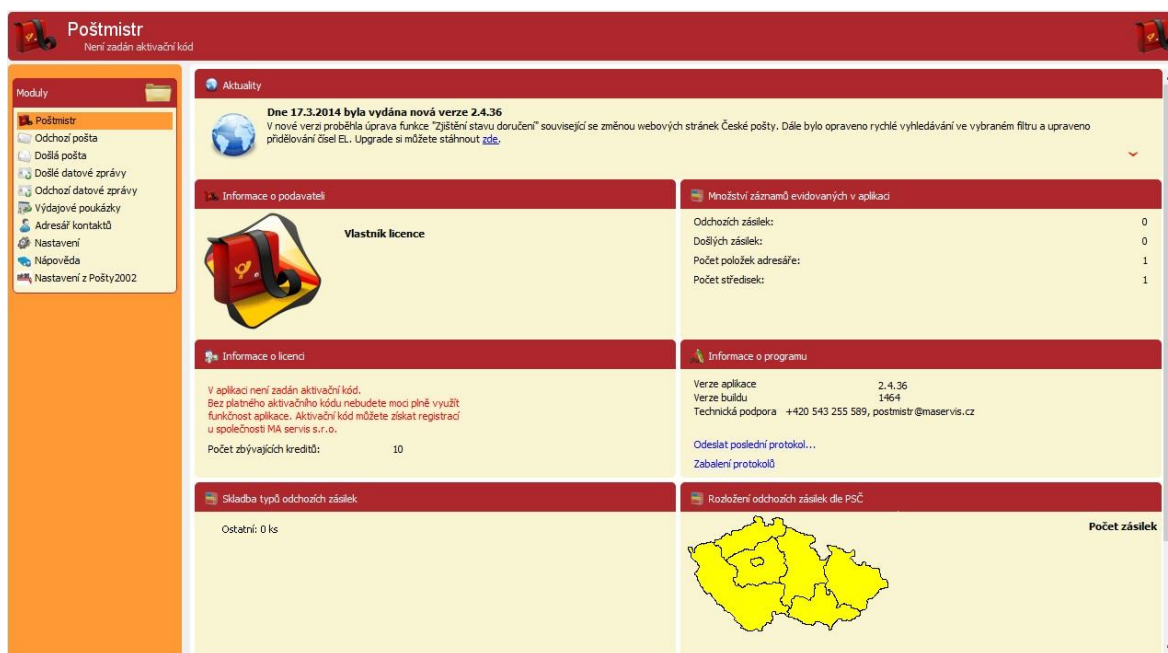 Poštmistr
Není zadán aktivační kód
Moduly
Poštmistr
Odchozí pošta
Došlá pošta
Došlé datové zprávy
Odchozí datové zprávy
Výdajové poukázky
Adresář kontaktů
Nastavení
Nápověda
Nastavení z Pošty2002
Aktuality
Dne 17.3.2014 byla vydána nová verze 2.4.36
V nové verzi proběhla úprava funkce "Zjištění stavu doručení" související se změnou webových stránek České pošty. Dále bylo opraveno rychlé vyhledávání ve vybraném filtru a upraveno
přidělování čísel EL. Upgrade si můžete stáhnout zde.
Informace o podavateli
Vlastník licence
Množství záznamů evidovaných v aplikaci
Odchozích zásilek: 0
Došlých zásilek: 0
Počet položek adresáře: 1
Počet středisek: 1
Informace o licenci
V aplikaci není zadán aktivační kód.
Bez platného aktivačního kódu nebudete moci plně využít
funkčnost aplikace. Aktivační kód můžete získat registrací
u společnosti MA servis s.r.o.
Počet zbývajících kreditů: 10
Informace o programu
Verze aplikace 2.4.36
Verze buildu 1464
Technická podpora +420 543 255 589, postmistr@maservis.cz
Odeslat poslední protokol...
Zabalení protokolů
Skladba typů odchozích zásilek
Ostatní: 0 ks
Rozložení odchozích zásilek dle PSČ
Počet zásilek